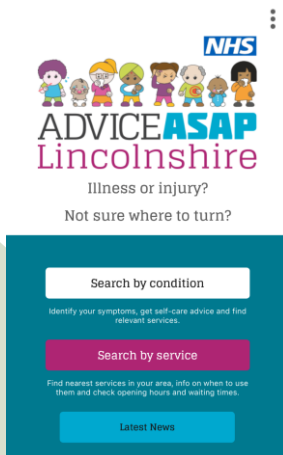 NHS
ADVICEASAP
Lincolnshire
Illness or injury?
Not sure where to turn?
Search by condition
Identify your symptoms, get self-care advice and find
relevant services.
Search by service
Find nearest services in your area, info on when to use
them and check opening hours and waiting times.
Latest News